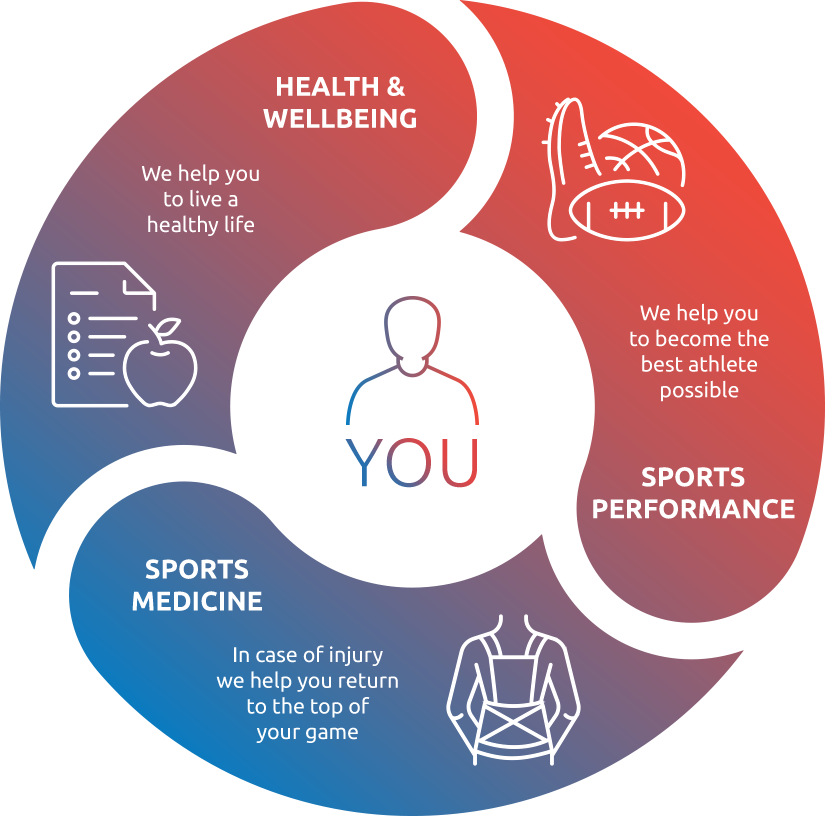 HEALTH &
WELLBEING
We help you
to live a
healthy life
We help you
to become the
best athlete
possible
SPORTS
PERFORMANCE
YOU
SPORTS
MEDICINE
In case of injury
we help you return
to the top of
your game